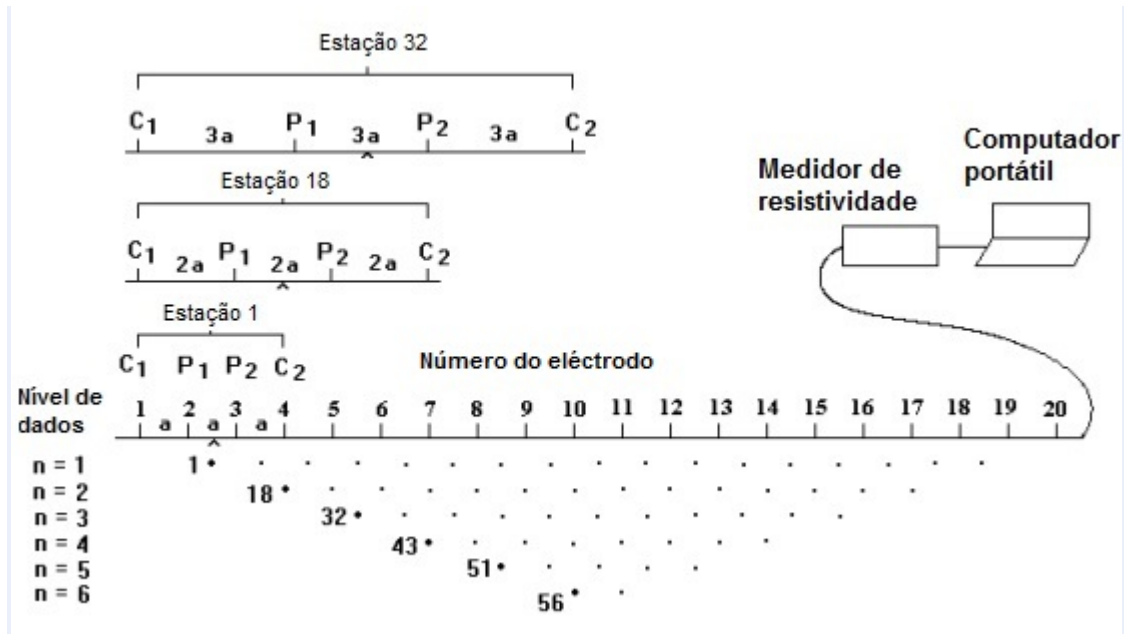 Estação 32
C1 3a P1 3a P2 3a C2
Estação 18
C1 2a P1 2a P2 2a C2
Estação 1
C1 P1 P2 C2
Medidor de
resistividade
Computador
portátil
Número do eléctrodo
Nível de
dados
1 2 3 4 5 6 7 8 9 10 11 12 13 14 15 16 17 18 19 20
a a a
n = 1 1
n = 2 18
n = 3 32
n = 4 43
n = 5 51
n = 6 56